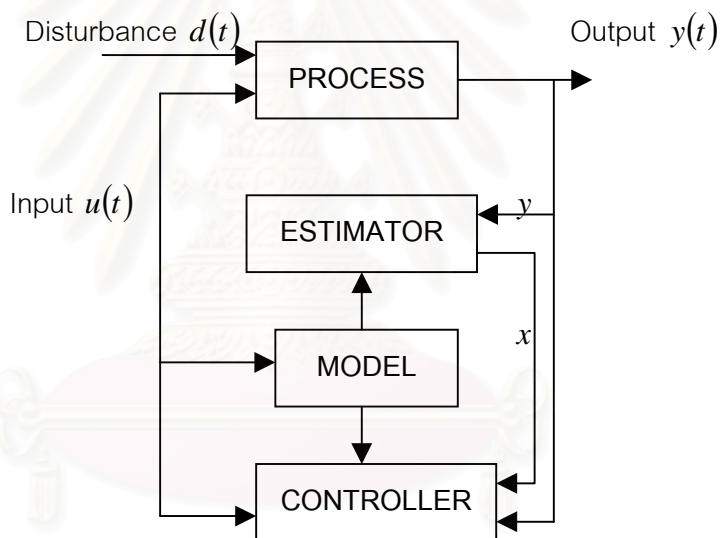 Disturbance d(t)
Output y(t)
PROCESS
Input u(t)
y
ESTIMATOR
x
MODEL
CONTROLLER